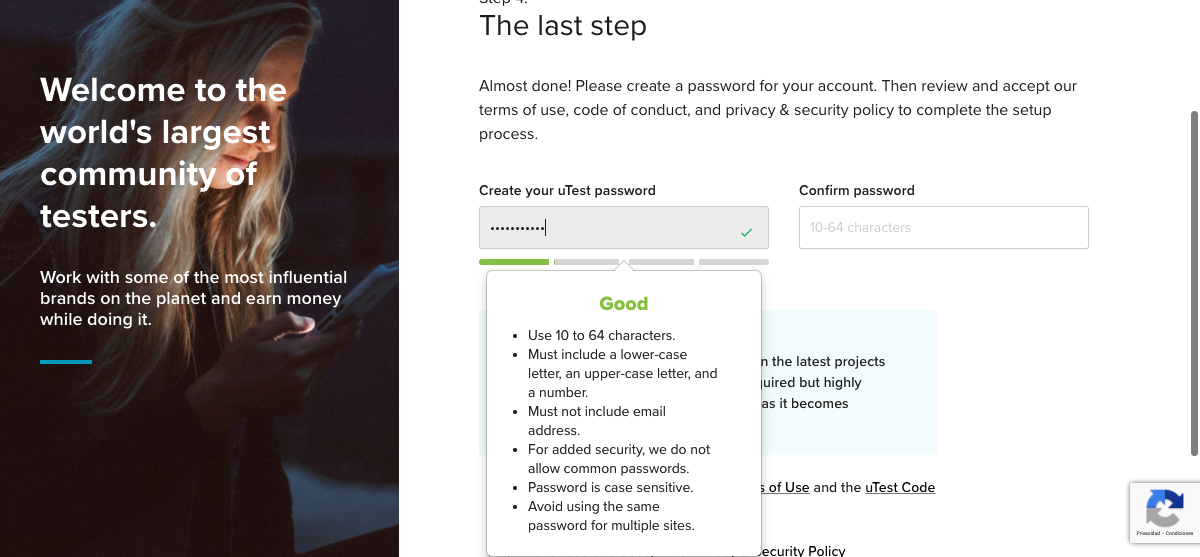 Welcome to the
world's largest
community of
testers.
Work with some of the most influential
brands on the planet and earn money
while doing it.
Step 4:
The last step
Almost done! Please create a password for your account. Then review and accept our
terms of use, code of conduct, and privacy & security policy to complete the setup
process.
Create your uTest password
Confirm password
•••••••••••
10-64 characters
Good
Use 10 to 64 characters.
Must include a lower-case
letter, an upper-case letter, and
a number.
Must not include email
address.
For added security, we do not
allow common passwords.
Password is case sensitive.
Avoid using the same
password for multiple sites.
the latest projects
but highly
as it becomes
of Use and the uTest Code
Policy
Privacidad - Condiciones